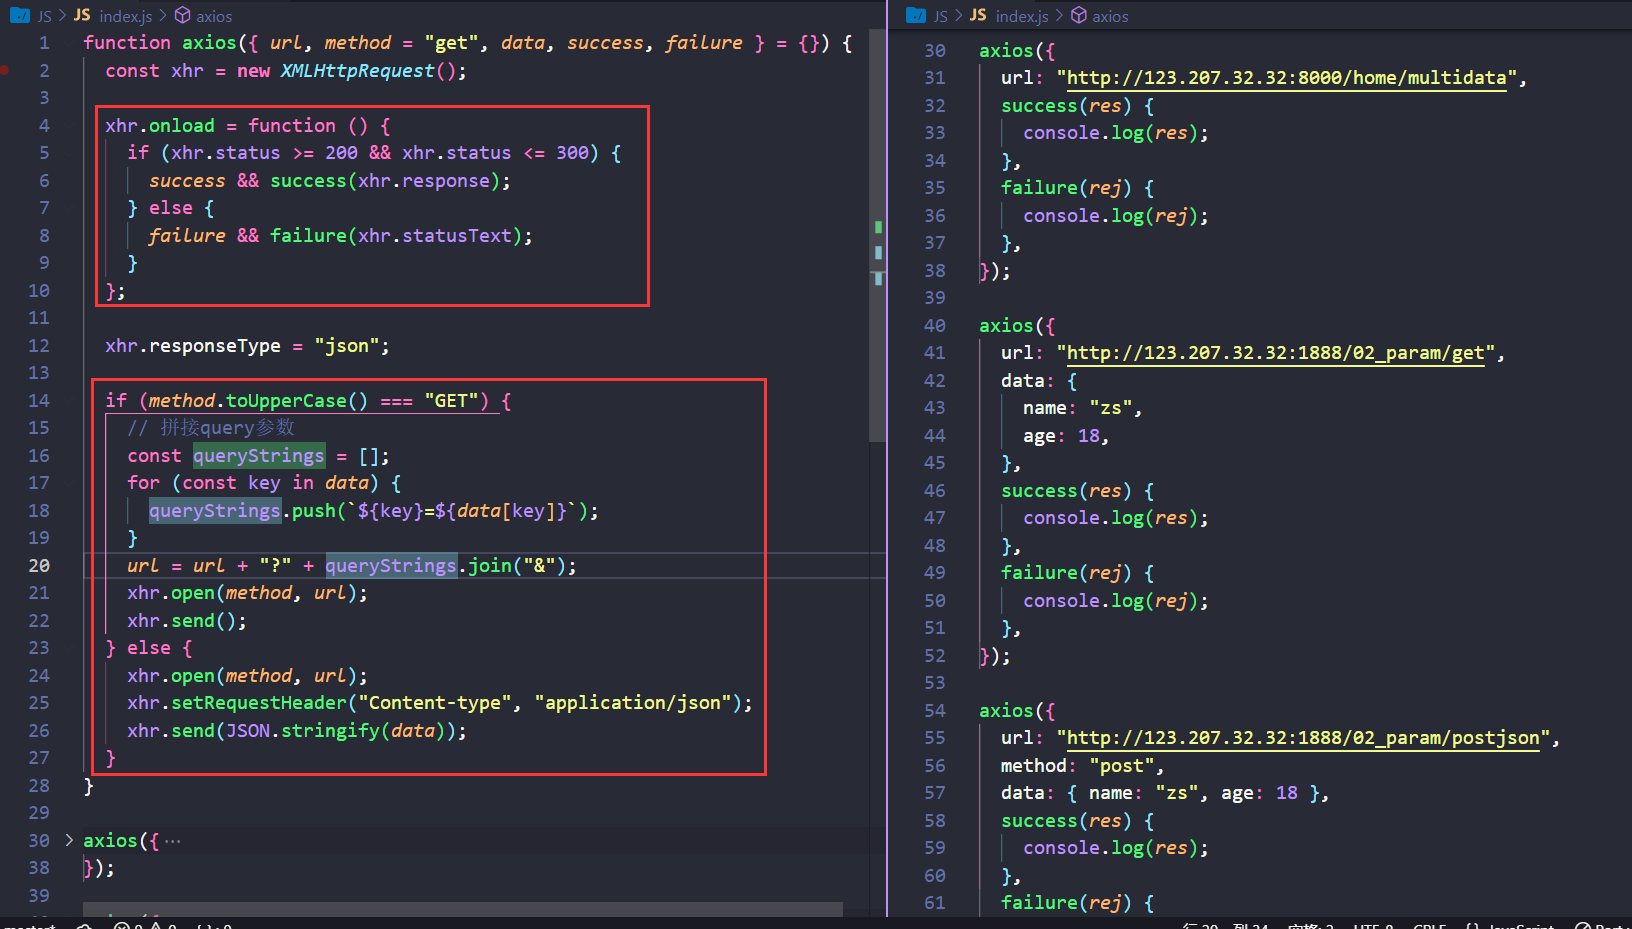 JS > JS index.js > axios
1 function axios({ url, method = "get", data, success, failure } = {}) {
2 const xhr = new XMLHttpRequest();
3
4 xhr.onload = function () {
5 if (xhr.status >= 200 && xhr.status <= 300) {
6 success && success(xhr.response);
7 } else {
8 failure && failure(xhr.statusText);
9 }
10 };
11
12 xhr.responseType = "json";
13
14 if (method.toUpperCase() === "GET") {
15 // 拼接query参数
16 const queryStrings = [];
17 for (const key in data) {
18 queryStrings.push(`${key}=${data[key]}`);
19 }
20 url = url + "?" + queryStrings.join("&");
21 xhr.open(method, url);
22 xhr.send();
23 } else {
24 xhr.open(method, url);
25 xhr.setRequestHeader("Content-type", "application/json");
26 xhr.send(JSON.stringify(data));
27 }
28 }
29
30 > axios({ ···
38 });
39
JS > JS index.js > axios
30 axios({
31 url: "http://123.207.32.32:8000/home/multidata",
32 success(res) {
33 console.log(res);
34 },
35 failure(rej) {
36 console.log(rej);
37 },
38 });
39
40 axios({
41 url: "http://123.207.32.32:1888/02_param/get",
42 data: {
43 name: "zs",
44 age: 18,
45 },
46 success(res) {
47 console.log(res);
48 },
49 failure(rej) {
50 console.log(rej);
51 },
52 });
53
54 axios({
55 url: "http://123.207.32.32:1888/02_param/postjson",
56 method: "post",
57 data: { name: "zs", age: 18 },
58 success(res) {
59 console.log(res);
60 },
61 failure(rej) {